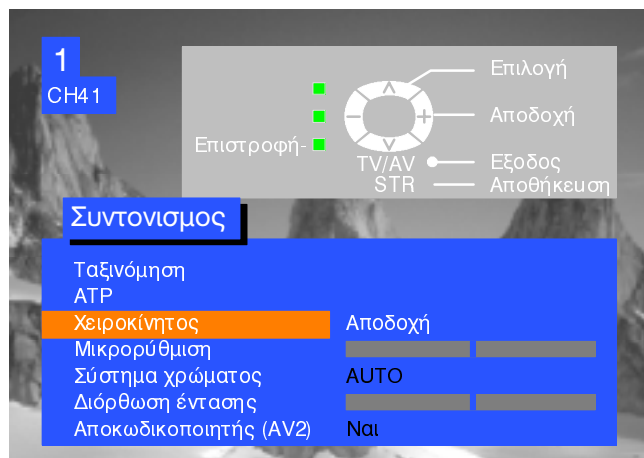 1
CH41
Επιλογή
Αποδοχή
Επιστροφή-
TV/AV Εξοδος
STR Αποθήκευση
Συντονισμος
Ταξινόμηση
ATP
Χειροκίνητος Αποδοχή
Μικρορύθμιση
Σύστημα χρώματος AUTO
Διόρθωση έντασης
Αποκωδικοποιητής (AV2) Ναι